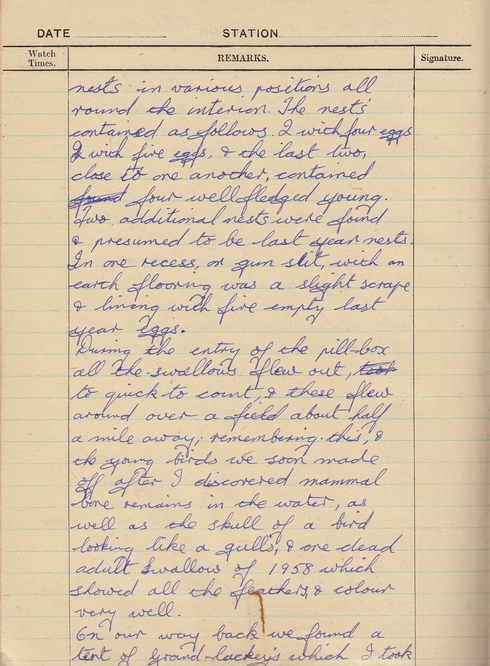 DATE STATION
Watch Times. REMARKS. Signature.
nests in various positions all
round the interior. The nests
contained as follows. 2 with four eggs
2 with five eggs, & the last two,
close to one another, contained
found four well fledged young.
Two additional nests were found
& presumed to be last year nests.
In one recess, or gun slit, with an
earth flooring was a slight scrape
& lining with five empty last
year eggs.
During the entry of the pill-box
all the swallows flew out, took
to quick to count, & these flew
around over a field about half
a mile away, remembering this, &
the young birds we soon made
off after I discovered mammal
bone remains in the water, as
well as the skull of a bird
looking like a gulls, & one dead
adult Swallow of 1958 which
showed all the feathers, & colour
very well.
On our way back we found a
tent of Grand-lackeys which I took